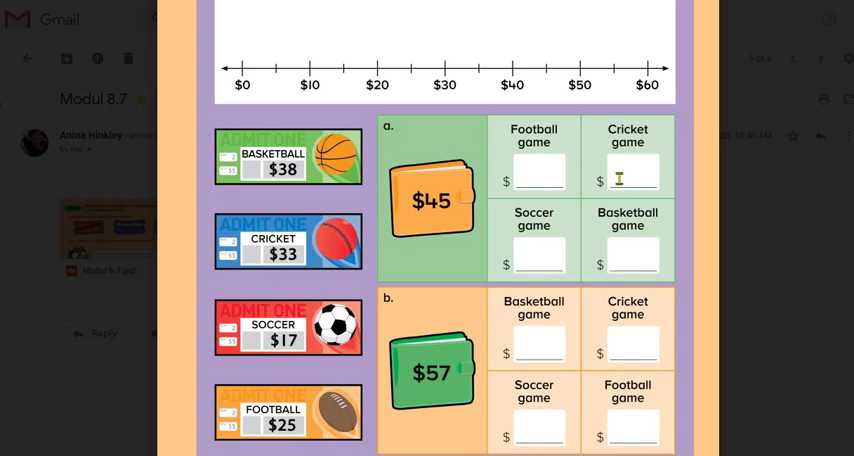 Gmail
5 of 6
Modul 8.7
Anina Hinkley
to me
Modul 8.7.pdf
Reply
$0 $10 $20 $30 $40 $50 $60
ADMIT ONE
BASKETBALL
$38
ADMIT ONE
CRICKET
$33
ADMIT ONE
SOCCER
$17
ADMIT ONE
FOOTBALL
$25
a.
$45
Football
game
$
Cricket
game
$
Soccer
game
$
Basketball
game
$
b.
$57
Basketball
game
$
Cricket
game
$
Soccer
game
$
Football
game
$